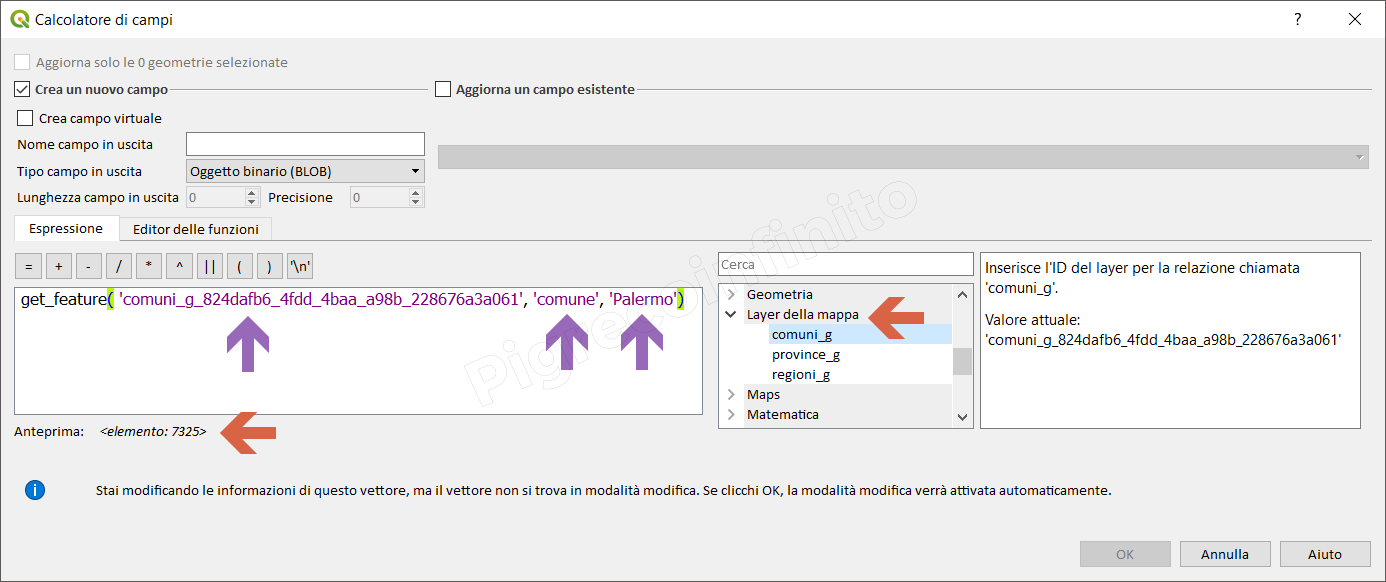 Calcolatore di campi
?
Aggiorna solo le 0 geometrie selezionate
Crea un nuovo campo
Aggiorna un campo esistente
Crea campo virtuale
Nome campo in uscita
Tipo campo in uscita Oggetto binario (BLOB)
Lunghezza campo in uscita 0 Precisione 0
Espressione Editor delle funzioni
= + - / * ^ || ( ) '\n'
get_feature( 'comuni_g_824dafb6_4fdd_4baa_a98b_228676a3a061', 'comune', 'Palermo')
Anteprima: <elemento: 7325>
Cerca
Geometria
Layer della mappa
comuni_g
province_g
regioni_g
Maps
Matematica
Inserisce l'ID del layer per la relazione chiamata
'comuni_g'.
Valore attuale:
'comuni_g_824dafb6_4fdd_4baa_a98b_228676a3a061'
Pigrecoinfinito
i
Stai modificando le informazioni di questo vettore, ma il vettore non si trova in modalità modifica. Se clicchi OK, la modalità modifica verrà attivata automaticamente.
OK Annulla Aiuto